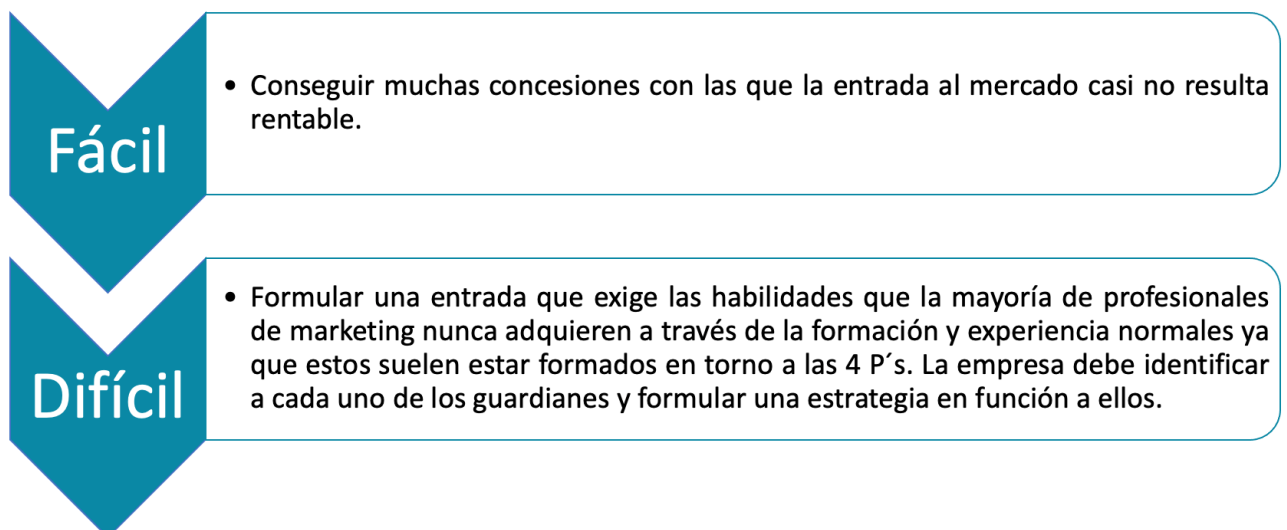 Fácil
• Conseguir muchas concesiones con las que la entrada al mercado casi no resulta
rentable.
Difícil
• Formular una entrada que exige las habilidades que la mayoría de profesionales
de marketing nunca adquieren a través de la formación y experiencia normales ya
que estos suelen estar formados en torno a las 4 P´s. La empresa debe identificar
a cada uno de los guardianes y formular una estrategia en función a ellos.